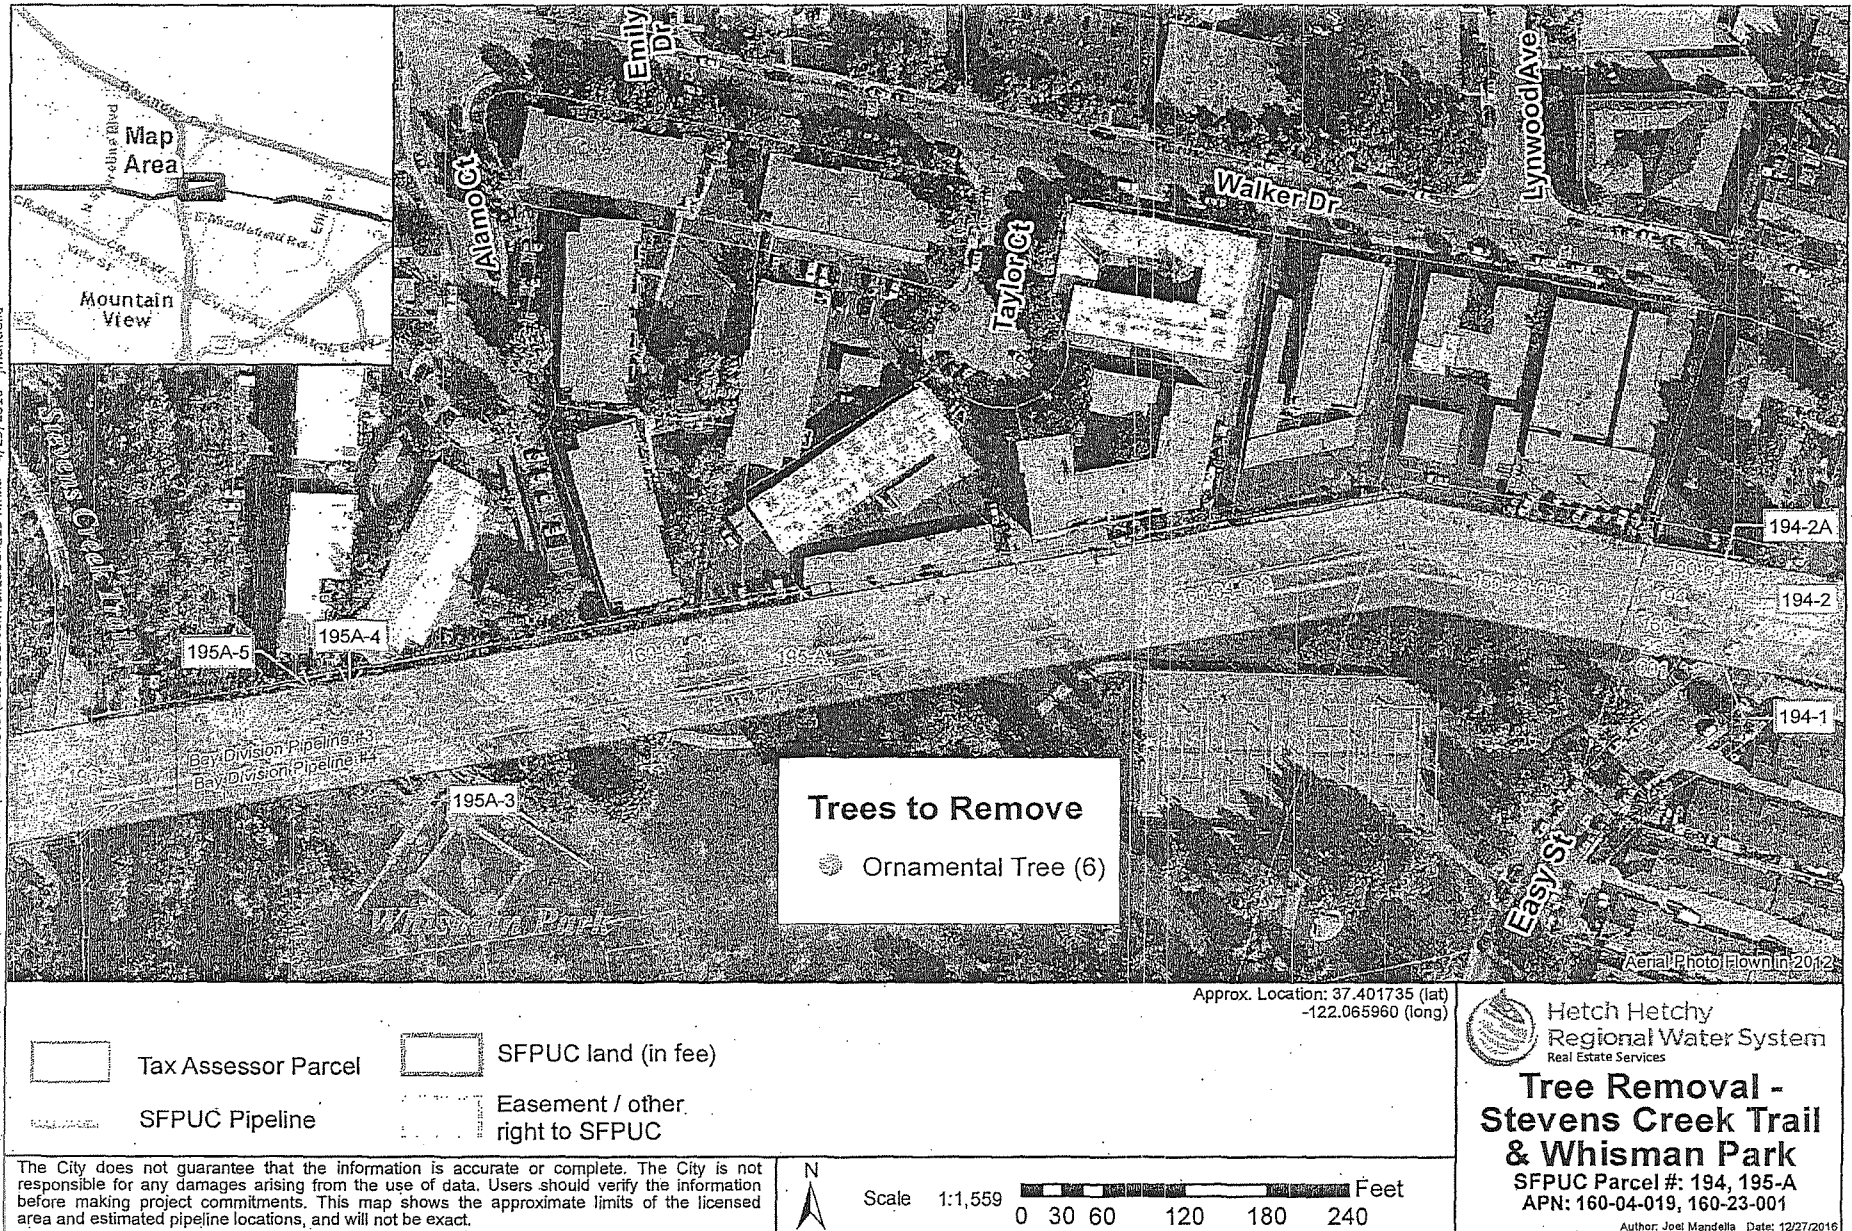 Map
Area
E Middlefield Rd
Mountain
View
Emily
Dr
Alamo Ct
Taylor Ct
Walker Dr
Lynwood Ave
Stevens Creek Trail
194-2A
194-2
194-1
195A-5
195A-4
Bay Division Pipeline #3
Bay Division Pipeline #4
195A-3
Whisman Park
Easy St
Trees to Remove
Ornamental Tree (6)
Aerial Photo Flown in 2012
Approx. Location: 37.401735 (lat)
-122.065960 (long)
Tax Assessor Parcel
SFPUC land (in fee)
SFPUC Pipeline
Easement / other
right to SFPUC
The City does not guarantee that the information is accurate or complete. The City is not
responsible for any damages arising from the use of data. Users should verify the information
before making project commitments. This map shows the approximate limits of the licensed
area and estimated pipeline locations, and will not be exact.
N
Scale 1:1,559
Feet
0 30 60 120 180 240
Hetch Hetchy
Regional Water System
Real Estate Services
Tree Removal -
Stevens Creek Trail
& Whisman Park
SFPUC Parcel #: 194, 195-A
APN: 160-04-019, 160-23-001
Author: Joel Mandella Date: 12/27/2016